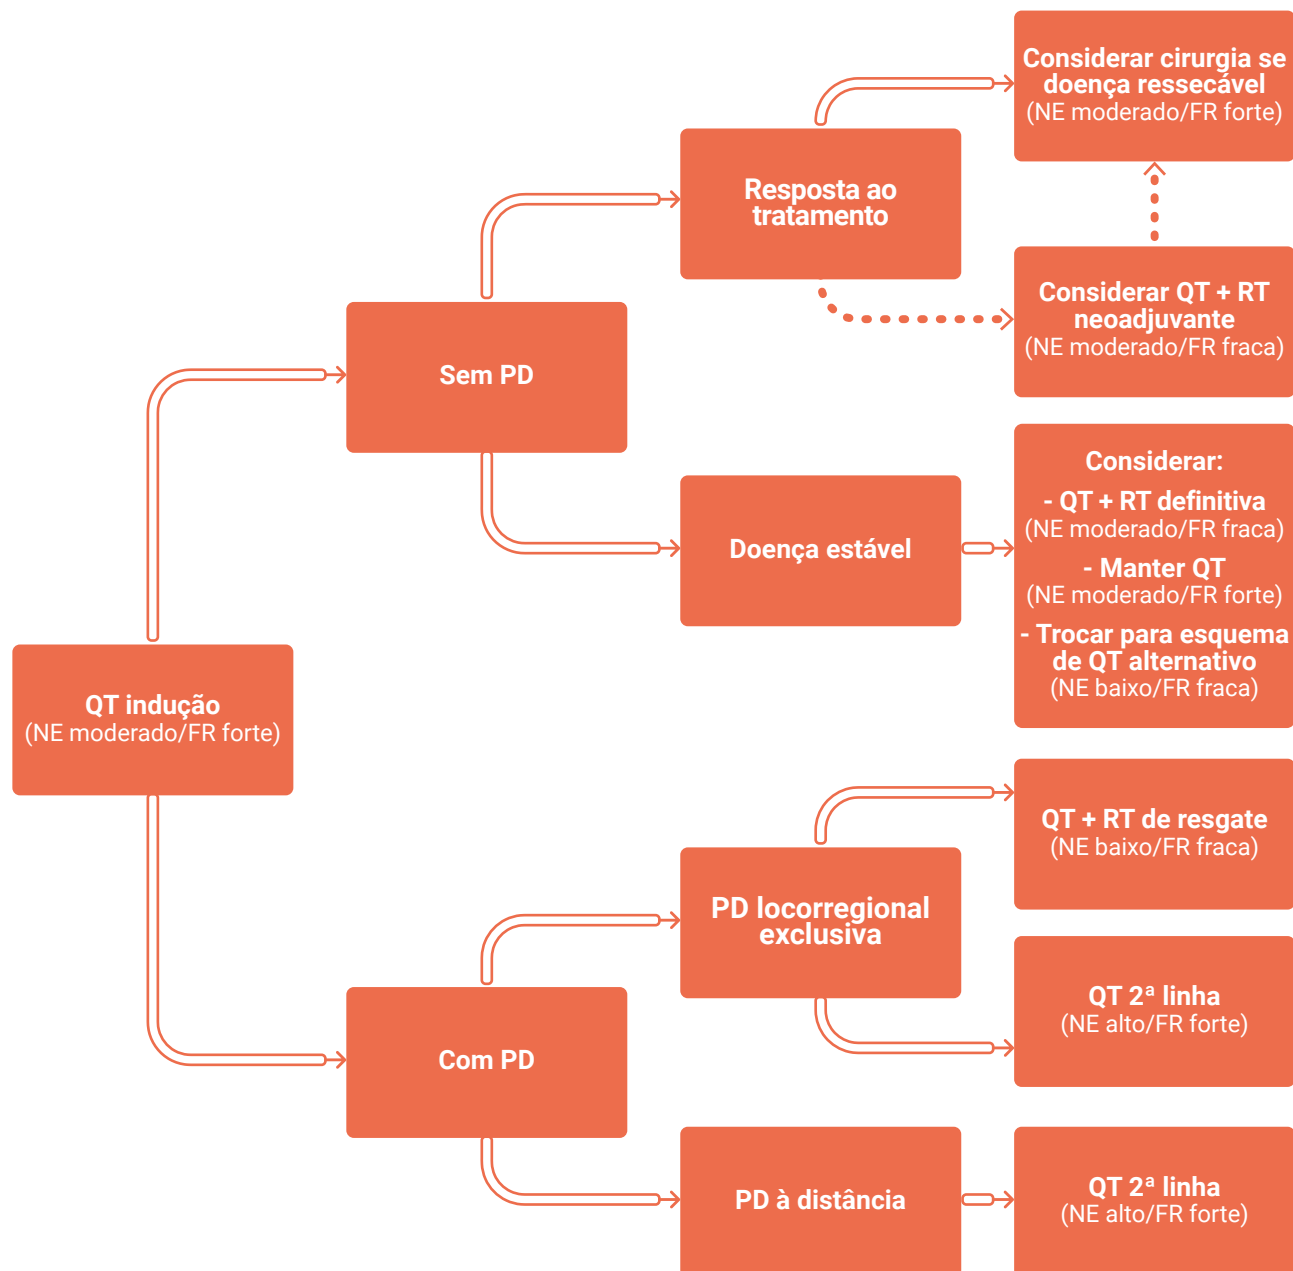 Considerar cirurgia se
doença ressecável
(NE moderado/FR forte)
Resposta ao
tratamento
Considerar QT + RT
neoadjuvante
(NE moderado/FR fraca)
Sem PD
Considerar:
- QT + RT definitiva
(NE moderado/FR fraca)
- Manter QT
(NE moderado/FR forte)
- Trocar para esquema
de QT alternativo
(NE baixo/FR fraca)
Doença estável
QT indução
(NE moderado/FR forte)
QT + RT de resgate
(NE baixo/FR fraca)
PD locorregional
exclusiva
QT 2ª linha
(NE alto/FR forte)
Com PD
PD à distância
QT 2ª linha
(NE alto/FR forte)